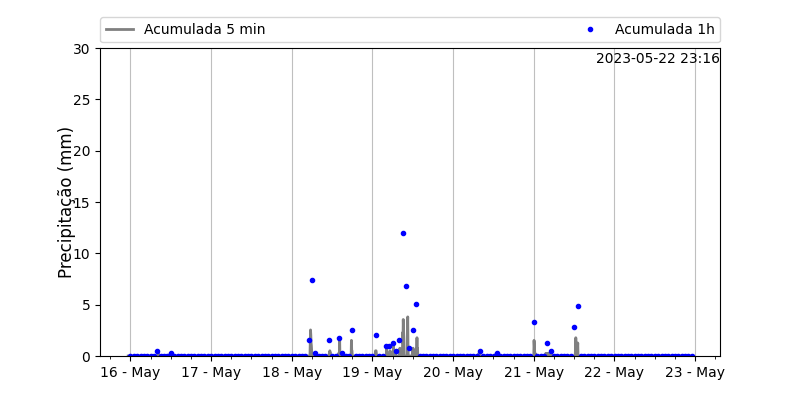 Acumulada 5 min
Acumulada 1h
2023-05-22 23:16
Precipitação (mm)
30
25
20
15
10
5
0
16 - May 17 - May 18 - May 19 - May 20 - May 21 - May 22 - May 23 - May